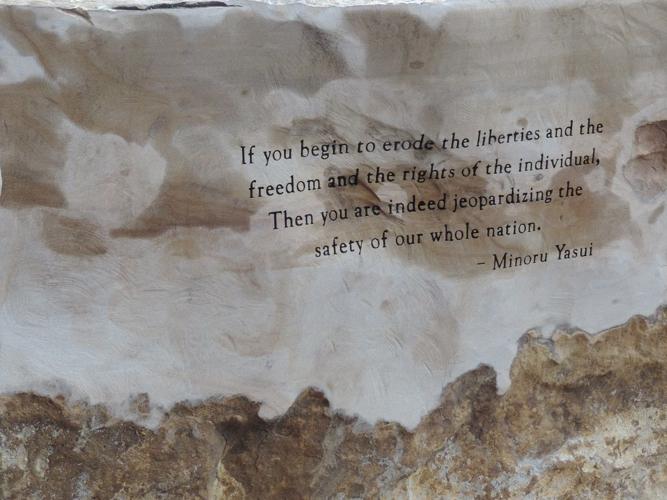 If you begin to erode the liberties and the
freedom and the rights of the individual,
Then you are indeed jeopardizing the
safety of our whole nation.
– Minoru Yasui